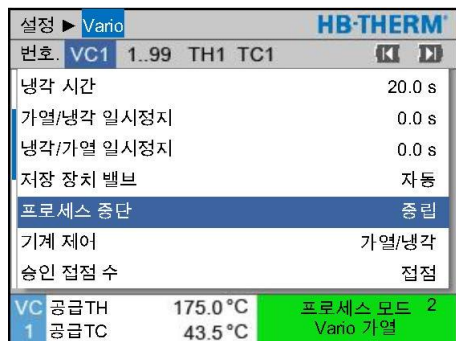 설정 ▶ Vario HB-THERM®
번호. VC1 1..99 TH1 TC1
냉각 시간 20.0 s
가열/냉각 일시정지 0.0 s
냉각/가열 일시정지 0.0 s
저장 장치 밸브 자동
프로세스 중단 중립
기계 제어 가열/냉각
승인 접점 수 접점
VC 공급TH 175.0 °C 프로세스 모드 2
1 공급TC 43.5 °C Vario 가열